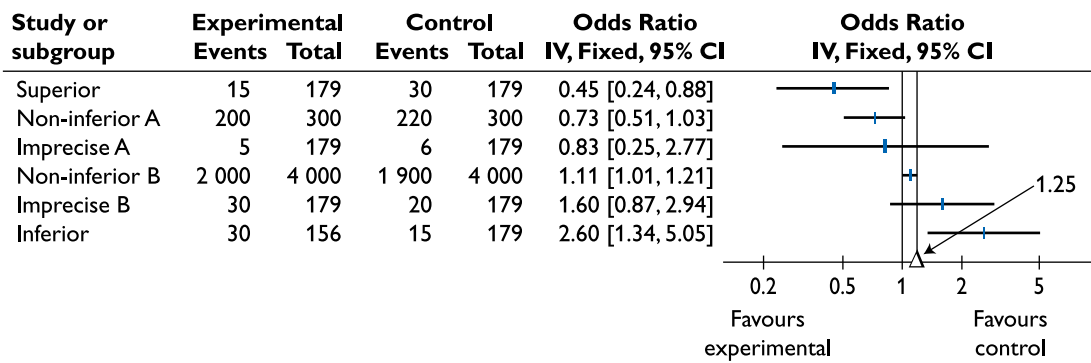 Study or Experimental Control Odds Ratio Odds Ratio
subgroup Events Total Events Total IV, Fixed, 95% CI IV, Fixed, 95% CI
Superior 15 179 30 179 0.45 [0.24, 0.88]
Non-inferior A 200 300 220 300 0.73 [0.51, 1.03]
Imprecise A 5 179 6 179 0.83 [0.25, 2.77]
Non-inferior B 2 000 4 000 1 900 4 000 1.11 [1.01, 1.21]
1.25
Imprecise B 30 179 20 179 1.60 [0.87, 2.94]
Inferior 30 156 15 179 2.60 [1.34, 5.05]
0.2 0.5 1 2 5
Favours Favours
experimental control